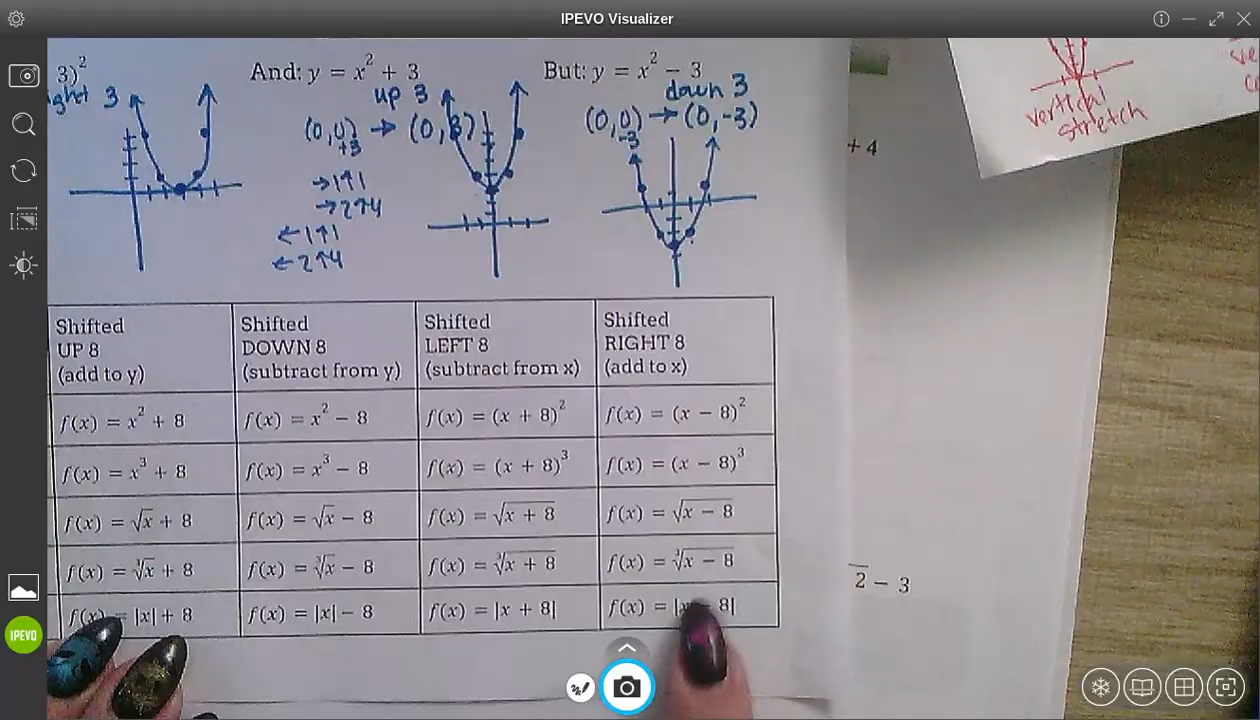 IPEVO Visualizer
3)²
right 3
And: y = x² + 3
up 3
(0,0) → (0,3)
+3
→1↑1
→2↑4
←1↑1
←2↑4
But: y = x² − 3
down 3
(0,0) → (0,-3)
-3
vertical
stretch
+ 4
Shifted
UP 8
(add to y)
Shifted
DOWN 8
(subtract from y)
Shifted
LEFT 8
(subtract from x)
Shifted
RIGHT 8
(add to x)
f(x) = x² + 8
f(x) = x² − 8
f(x) = (x + 8)²
f(x) = (x − 8)²
f(x) = x³ + 8
f(x) = x³ − 8
f(x) = (x + 8)³
f(x) = (x − 8)³
f(x) = √x + 8
f(x) = √x − 8
f(x) = √(x + 8)
f(x) = √(x − 8)
f(x) = ∛x + 8
f(x) = ∛x − 8
f(x) = ∛(x + 8)
f(x) = ∛(x − 8)
f(x) = |x| + 8
f(x) = |x| − 8
f(x) = |x + 8|
f(x) = |x − 8|
2 − 3
IPEVO